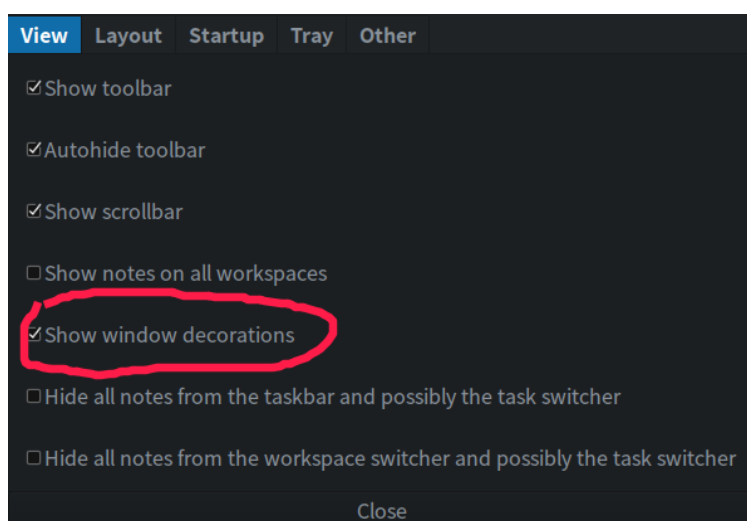 View Layout Startup Tray Other
Show toolbar
Autohide toolbar
Show scrollbar
Show notes on all workspaces
Show window decorations
Hide all notes from the taskbar and possibly the task switcher
Hide all notes from the workspace switcher and possibly the task switcher
Close